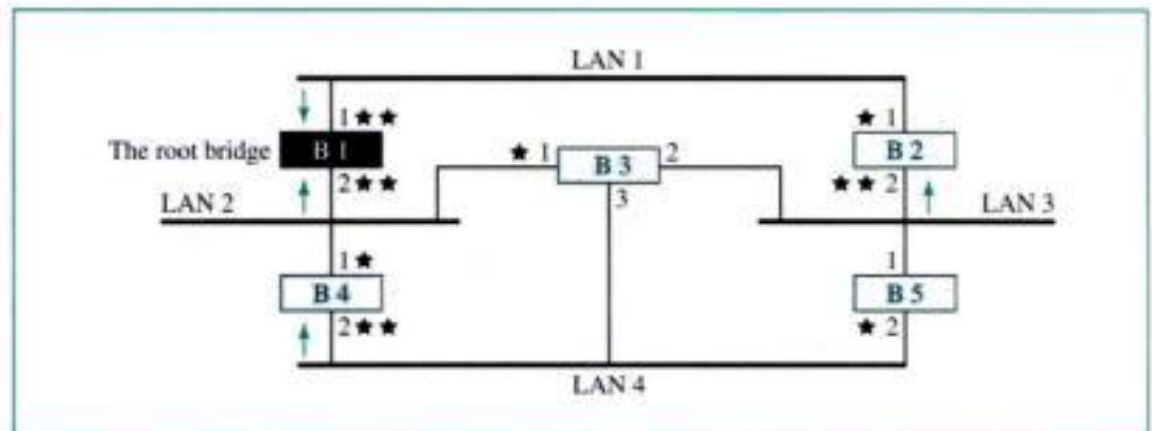 LAN 1
1 ★★
★ 1
The root bridge
B 1
★ 1
B 3
2
B 2
2 ★★
★★ 2
LAN 2
3
LAN 3
1 ★
1
B 4
B 5
2 ★★
★ 2
LAN 4